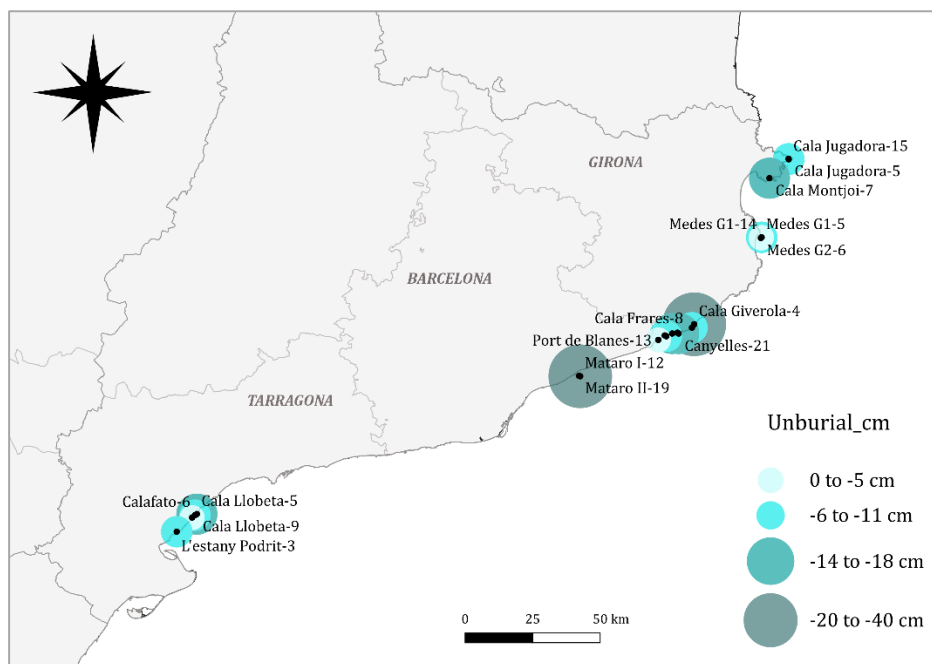 Cala Jugadora-15
GIRONA
Cala Jugadora-5
Cala Montjoi-7
Medes G1-14
Medes G1-5
Medes G2-6
BARCELONA
Cala Giverola-4
Cala Frares-8
Port de Blanes-13
Canyelles-21
Mataro I-12
Mataro II-19
TARRAGONA
Unburial_cm
0 to -5 cm
-6 to -11 cm
-14 to -18 cm
-20 to -40 cm
Calafato-6
Cala Llobeta-5
Cala Llobeta-9
L'estany Podrit-3
0
25
50 km